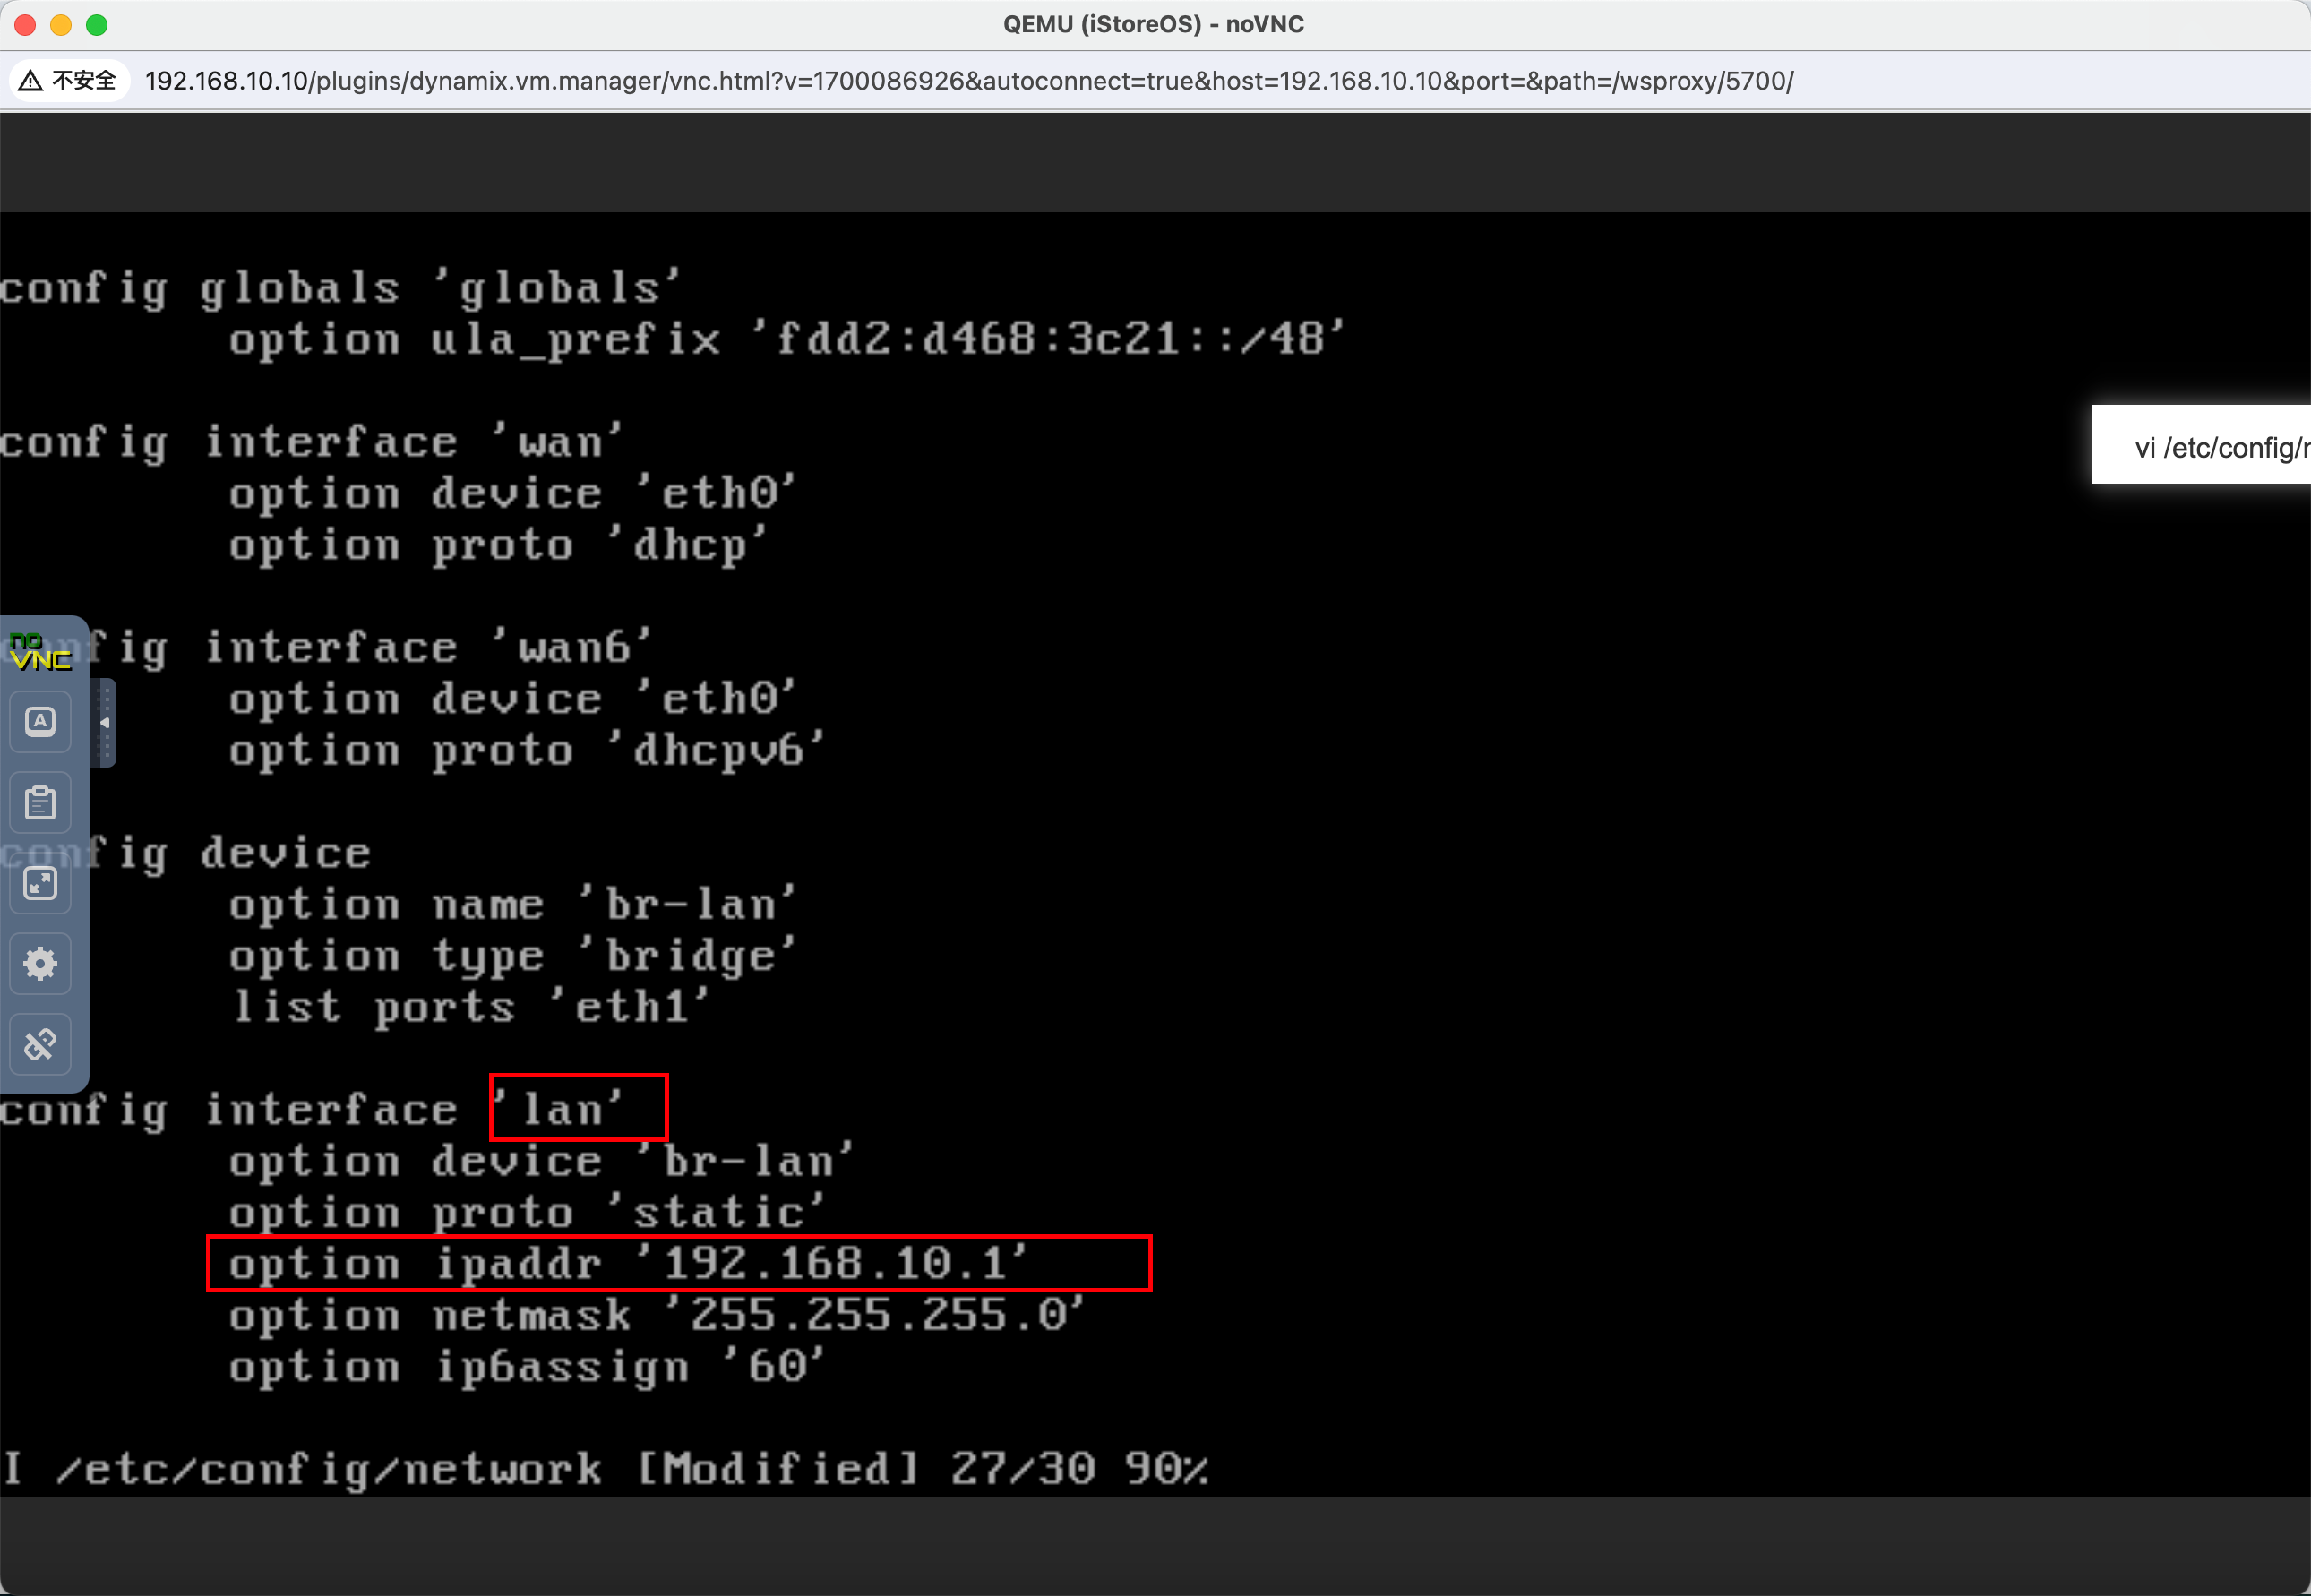 QEMU (iStoreOS) - noVNC
不安全 192.168.10.10/plugins/dynamix.vm.manager/vnc.html?v=1700086926&autoconnect=true&host=192.168.10.10&port=&path=/wsproxy/5700/
config globals 'globals'
option ula_prefix 'fdd2:d468:3c21::/48'
vi /etc/config/
config interface 'wan'
option device 'eth0'
option proto 'dhcp'
no
VNC
config interface 'wan6'
option device 'eth0'
option proto 'dhcpv6'
A
config device
option name 'br-lan'
option type 'bridge'
list ports 'eth1'
config interface 'lan'
option device 'br-lan'
option proto 'static'
option ipaddr '192.168.10.1'
option netmask '255.255.255.0'
option ip6assign '60'
I /etc/config/network [Modified] 27/30 90%